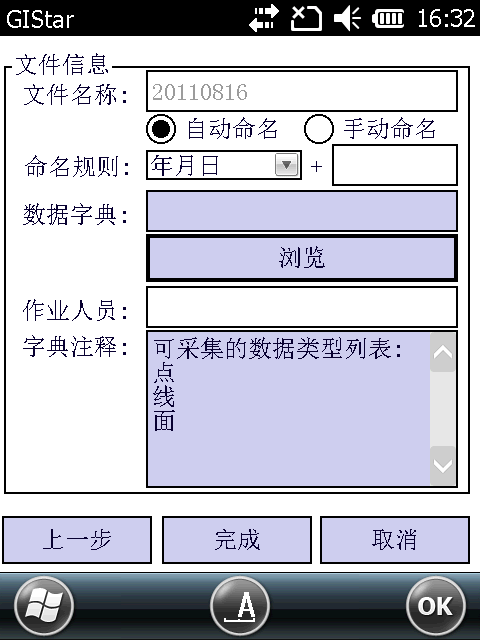 GIStar 16:32
文件信息
文件名称: 20110816
自动命名 手动命名
命名规则: 年月日 +
数据字典:
浏览
作业人员:
字典注释: 可采集的数据类型列表:
点
线
面
上一步 完成 取消
A OK